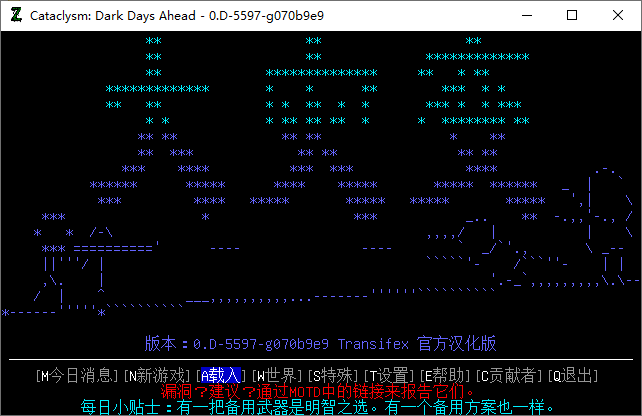 Cataclysm: Dark Days Ahead - 0.D-5597-g070b9e9
大灾变
版本：0.D-5597-g070b9e9 Transifex 官方汉化版
[M今日消息] [N新游戏] [A载入] [W世界] [S特殊] [T设置] [E帮助] [C贡献者] [Q退出]
漏洞？建议？通过MOTD中的链接来报告它们。
每日小贴士：有一把备用武器是明智之选。有一个备用方案也一样。